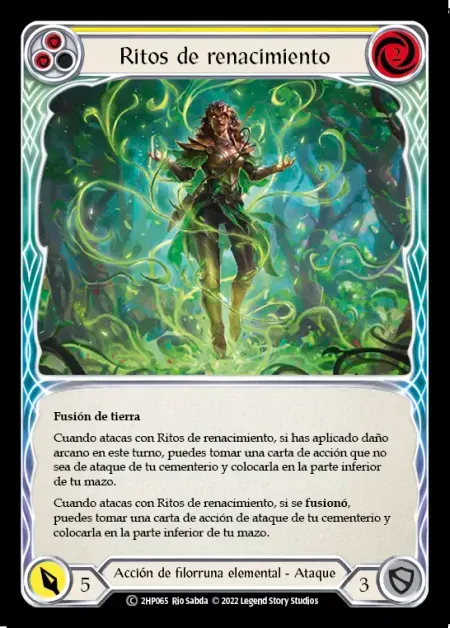 Ritos de renacimiento
2
Fusión de tierra
Cuando atacas con Ritos de renacimiento, si has aplicado daño
arcano en este turno, puedes tomar una carta de acción que no
sea de ataque de tu cementerio y colocarla en la parte inferior
de tu mazo.
Cuando atacas con Ritos de renacimiento, si se fusionó,
puedes tomar una carta de acción de ataque de tu cementerio y
colocarla en la parte inferior de tu mazo.
5
Acción de filorruna elemental - Ataque
3
C 2HP065 Rio Sabda © 2022 Legend Story Studios